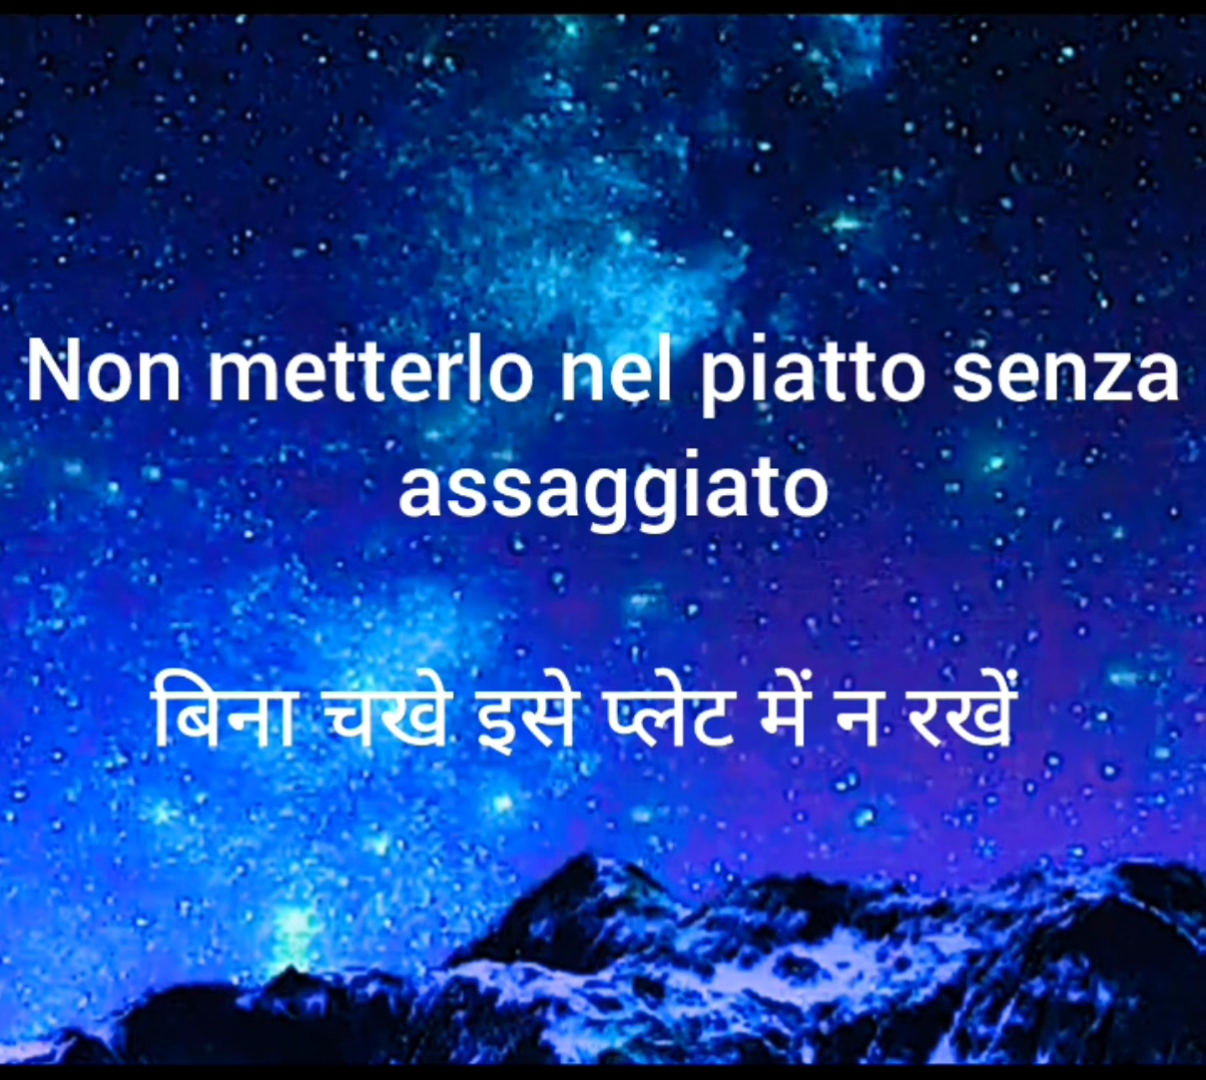 Non metterlo nel piatto senza
assaggiato
बिना चखे इसे प्लेट में न रखें